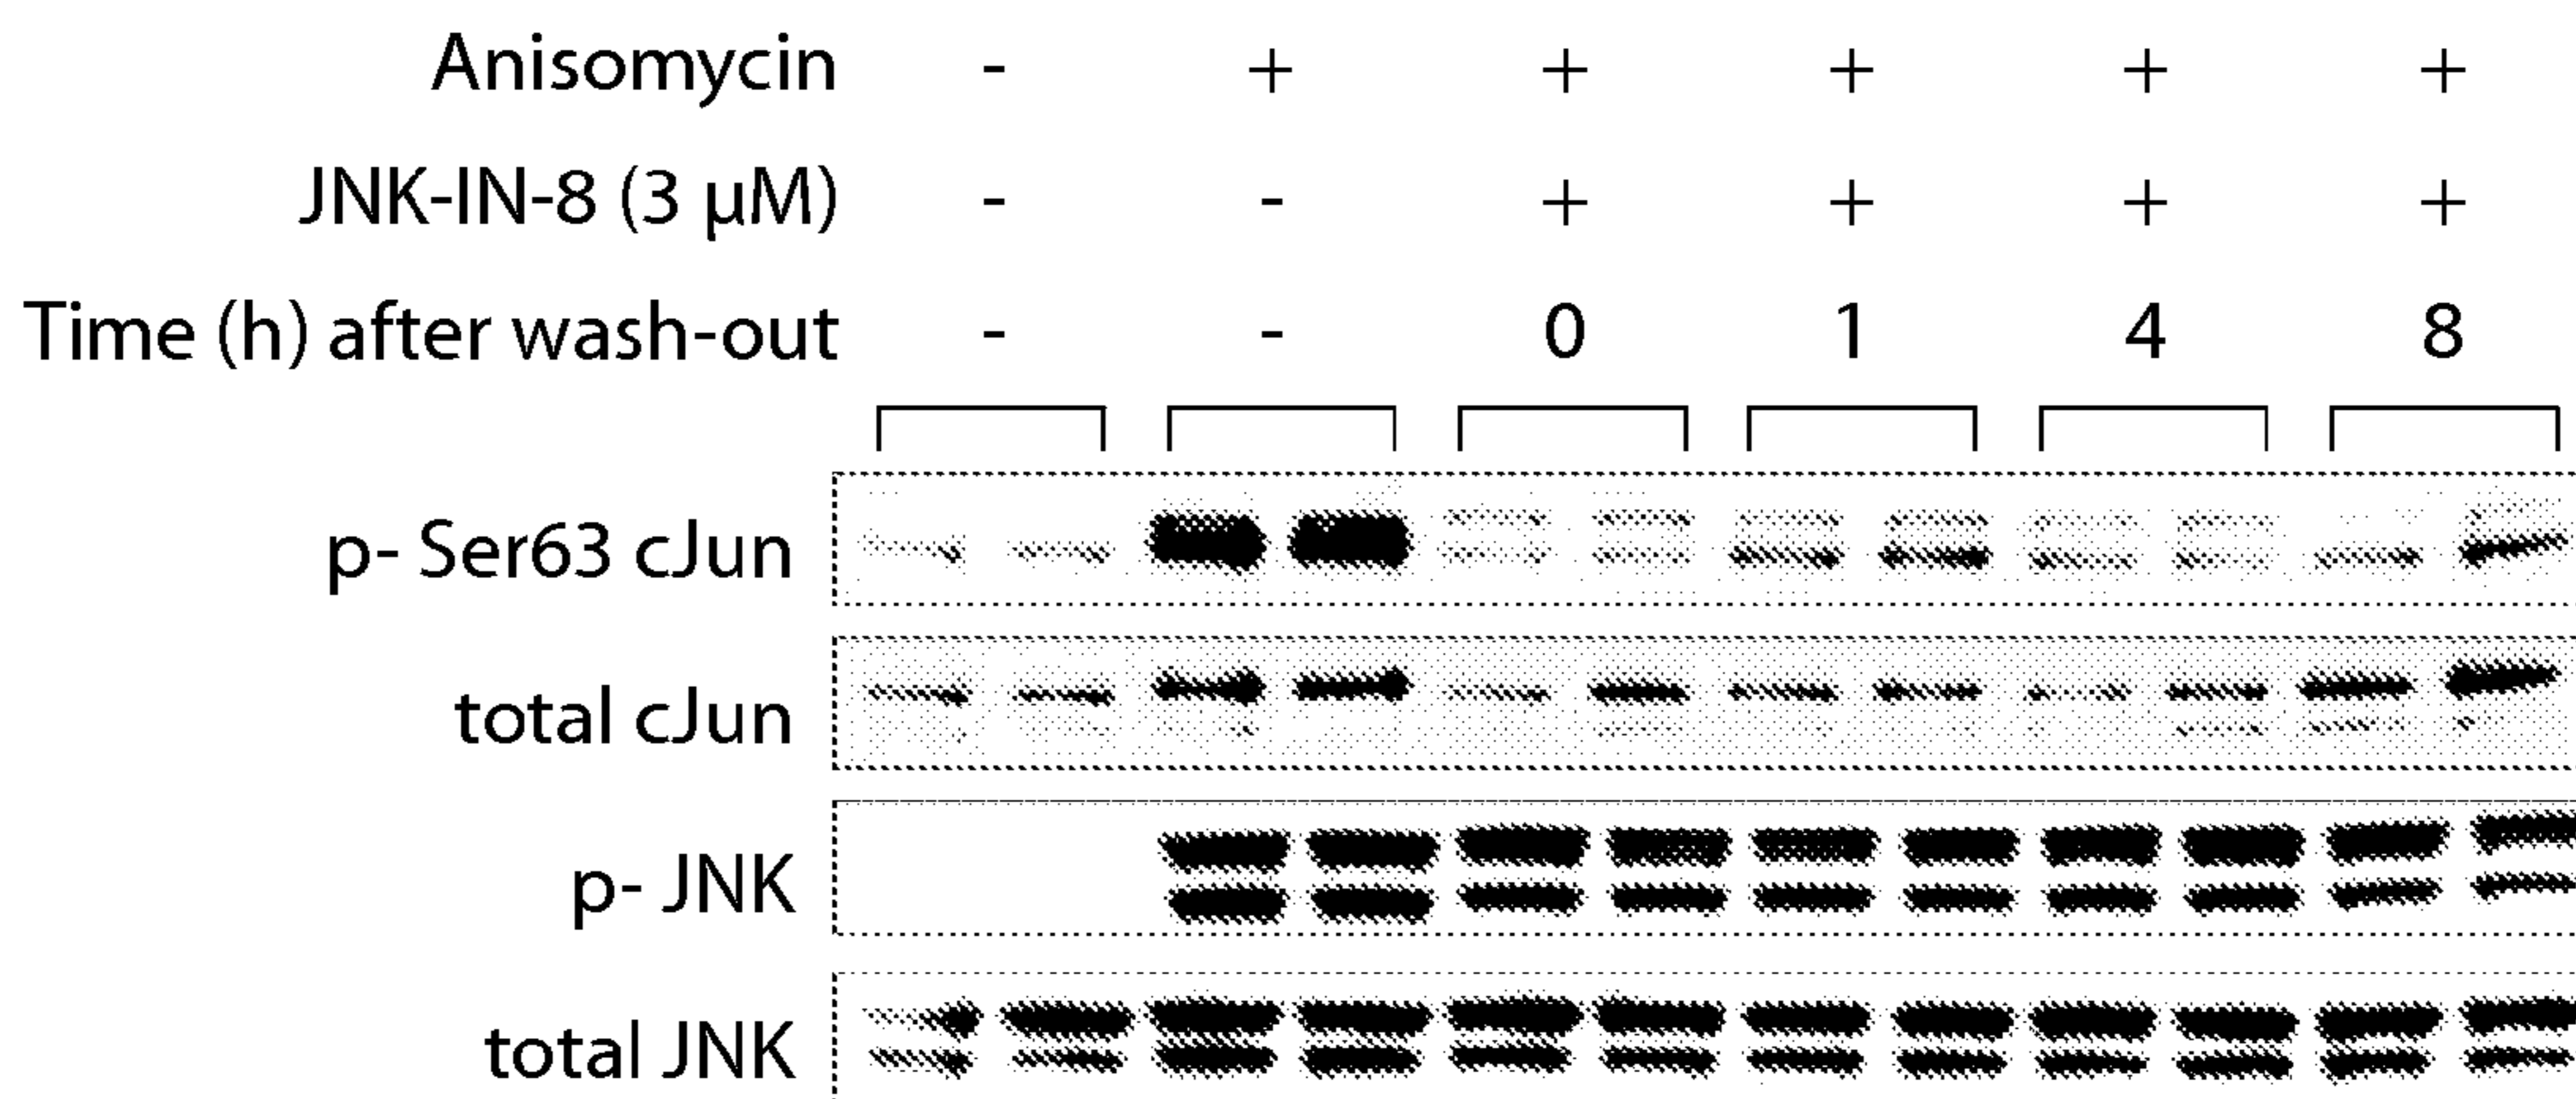 Anisomycin - + + + + +
JNK-IN-8 (3 μM) - - + + + +
Time (h) after wash-out - - 0 1 4 8
p- Ser63 cJun
total cJun
p- JNK
total JNK